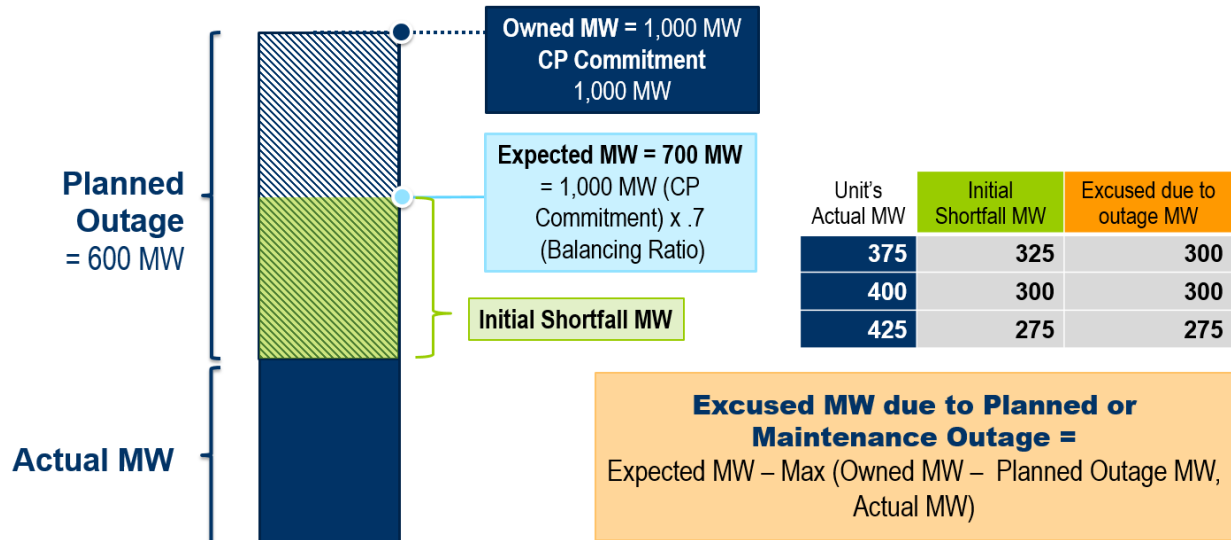 Owned MW = 1,000 MW
CP Commitment
1,000 MW
Planned
Outage
= 600 MW
Expected MW = 700 MW
= 1,000 MW (CP
Commitment) x .7
(Balancing Ratio)
Initial Shortfall MW
Actual MW
Unit's Actual MW | Initial Shortfall MW | Excused due to outage MW
375 325 300
400 300 300
425 275 275
Excused MW due to Planned or
Maintenance Outage =
Expected MW – Max (Owned MW – Planned Outage MW,
Actual MW)